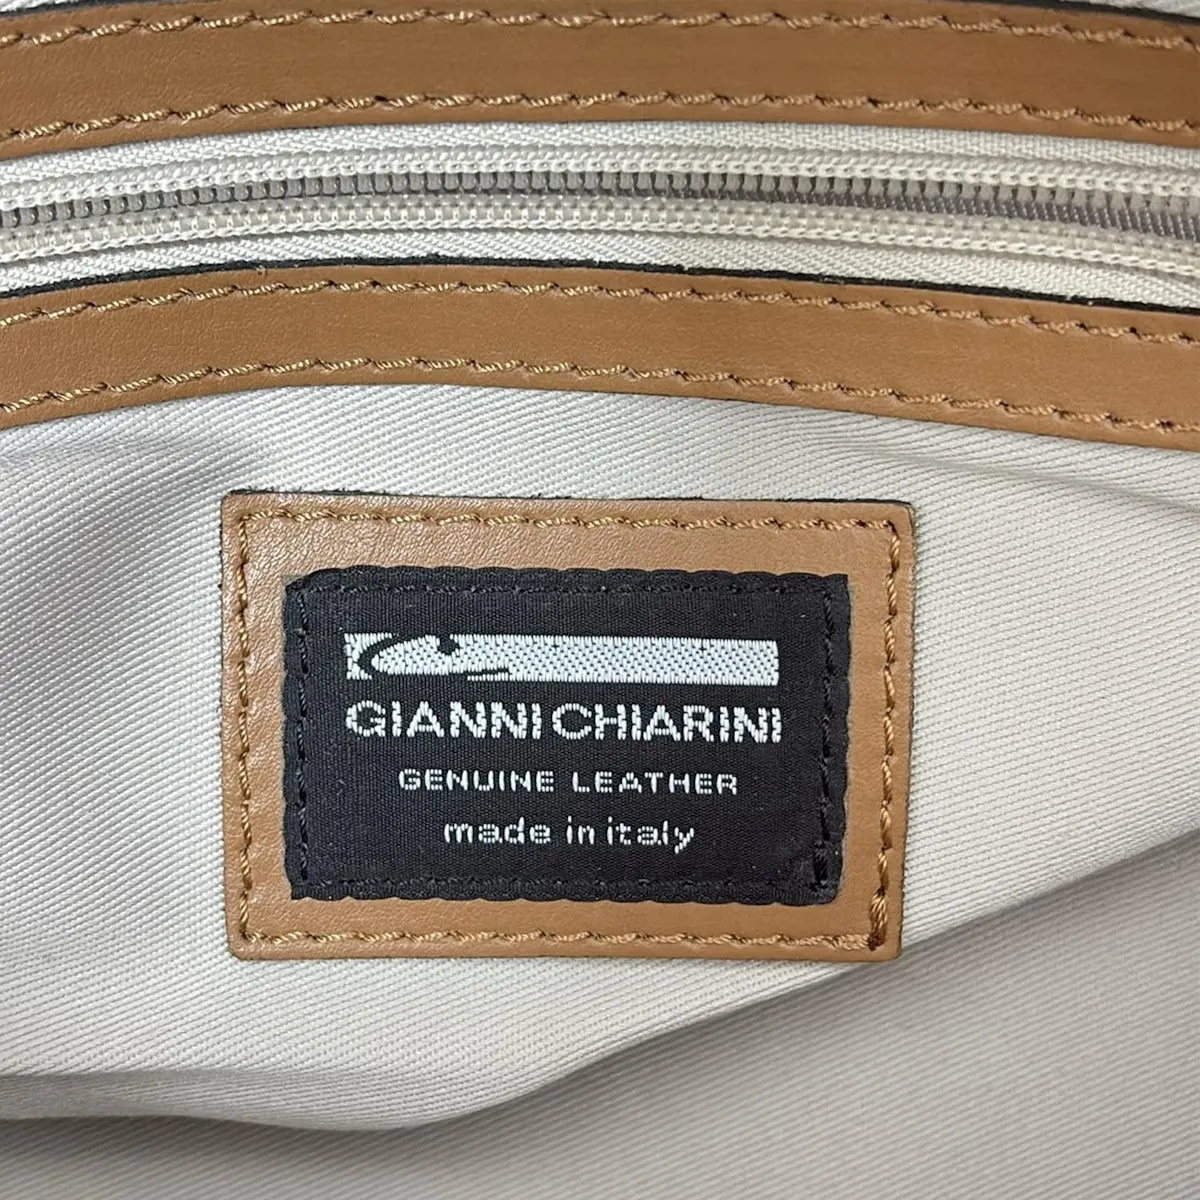 GIANNI CHIARINI
GENUINE LEATHER
made in italy